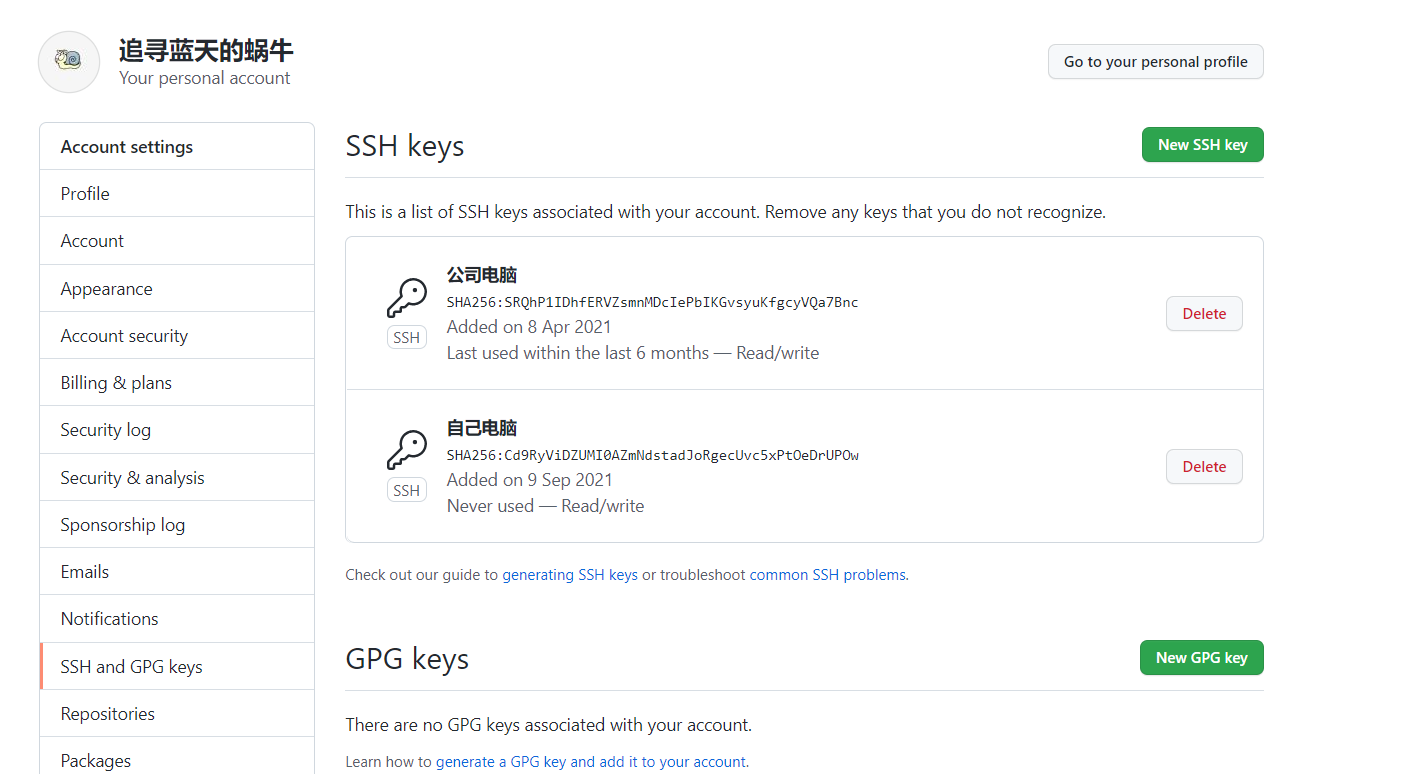 追寻蓝天的蜗牛
Your personal account
Go to your personal profile
Account settings
Profile
Account
Appearance
Account security
Billing & plans
Security log
Security & analysis
Sponsorship log
Emails
Notifications
SSH and GPG keys
Repositories
Packages
SSH keys
New SSH key
This is a list of SSH keys associated with your account. Remove any keys that you do not recognize.
公司电脑
SHA256:SRQhP1IDhfERVZsmnMDcIePbIKGvsyuKfgcyVQa7Bnc
Added on 8 Apr 2021
Last used within the last 6 months — Read/write
SSH
Delete
自己电脑
SHA256:Cd9RyViDZUMI0AZmNdstadJoRgecUvc5xPtOeDrUPOw
Added on 9 Sep 2021
Never used — Read/write
SSH
Delete
Check out our guide to generating SSH keys or troubleshoot common SSH problems.
GPG keys
New GPG key
There are no GPG keys associated with your account.
Learn how to generate a GPG key and add it to your account.